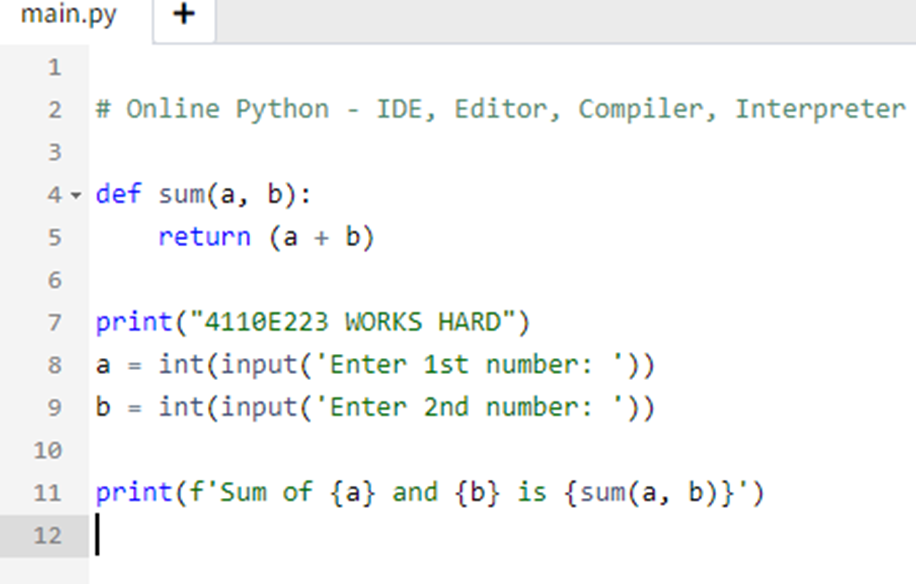 main.py +
1
2 # Online Python - IDE, Editor, Compiler, Interpreter
3
4 def sum(a, b):
5     return (a + b)
6
7 print("4110E223 WORKS HARD")
8 a = int(input('Enter 1st number: '))
9 b = int(input('Enter 2nd number: '))
10
11 print(f'Sum of {a} and {b} is {sum(a, b)}')
12